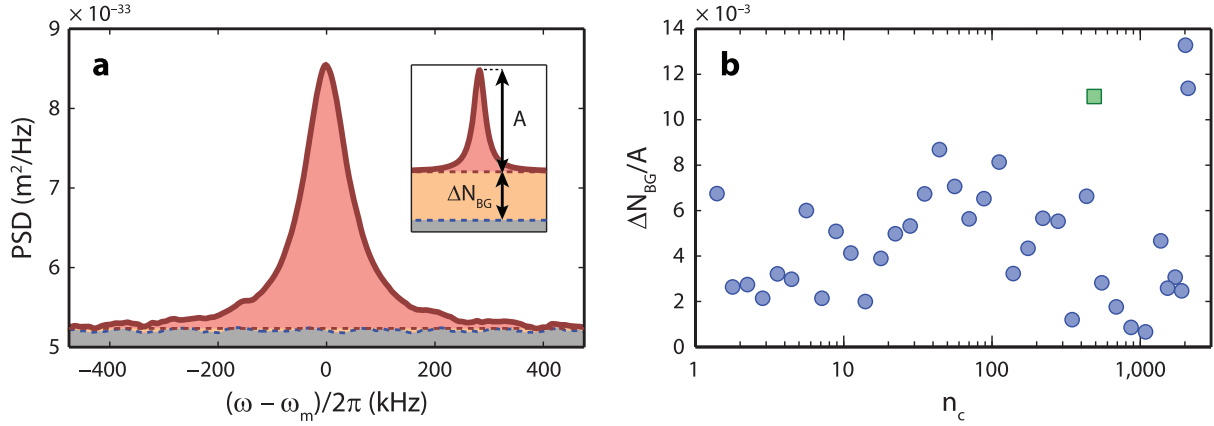 × 10⁻³³
a
9
8
7
6
5
PSD (m²/Hz)
A
ΔN_BG
−400 −200 0 200 400
(ω − ω_m)/2π (kHz)
× 10⁻³
b
14
12
10
8
6
4
2
0
ΔN_BG/A
1 10 100 1,000
n_c